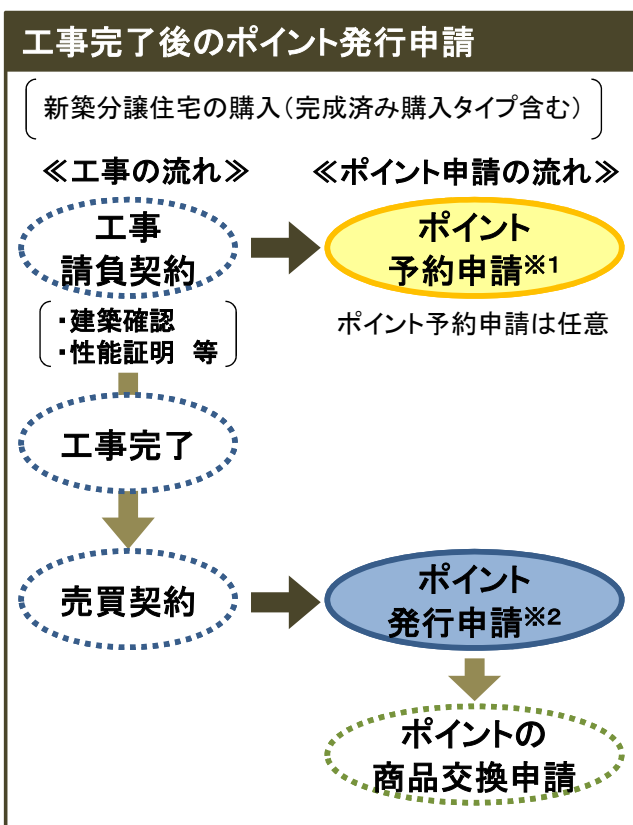 工事完了後のポイント発行申請
新築分譲住宅の購入(完成済み購入タイプ含む)
≪工事の流れ≫ ≪ポイント申請の流れ≫
工事
請負契約
ポイント
予約申請※1
・建築確認
・性能証明 等
ポイント予約申請は任意
工事完了
売買契約
ポイント
発行申請※2
ポイントの
商品交換申請